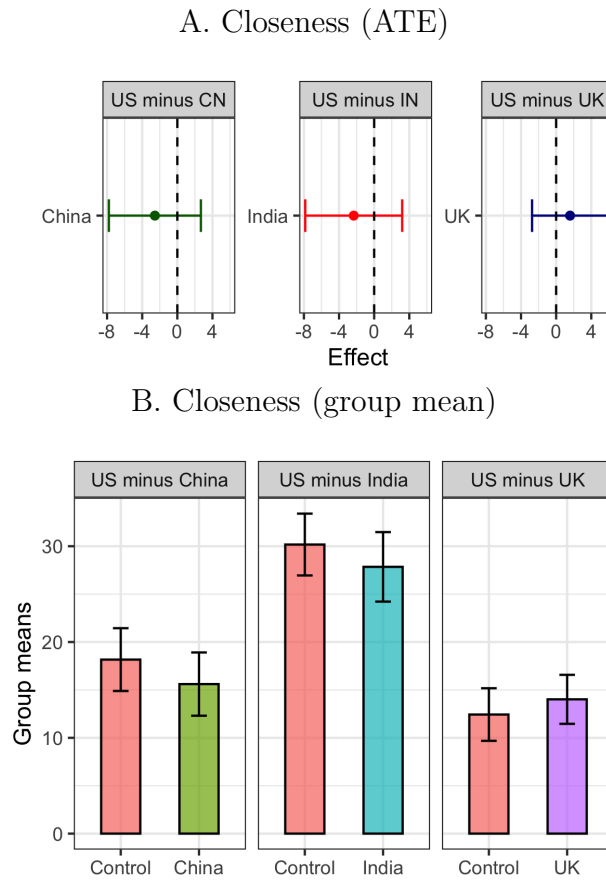 A. Closeness (ATE)
US minus CN US minus IN US minus UK
China India UK
-8 -4 0 4 -8 -4 0 4 -8 -4 0 4
Effect
B. Closeness (group mean)
US minus China US minus India US minus UK
30
20
10
0
Group means
Control China Control India Control UK